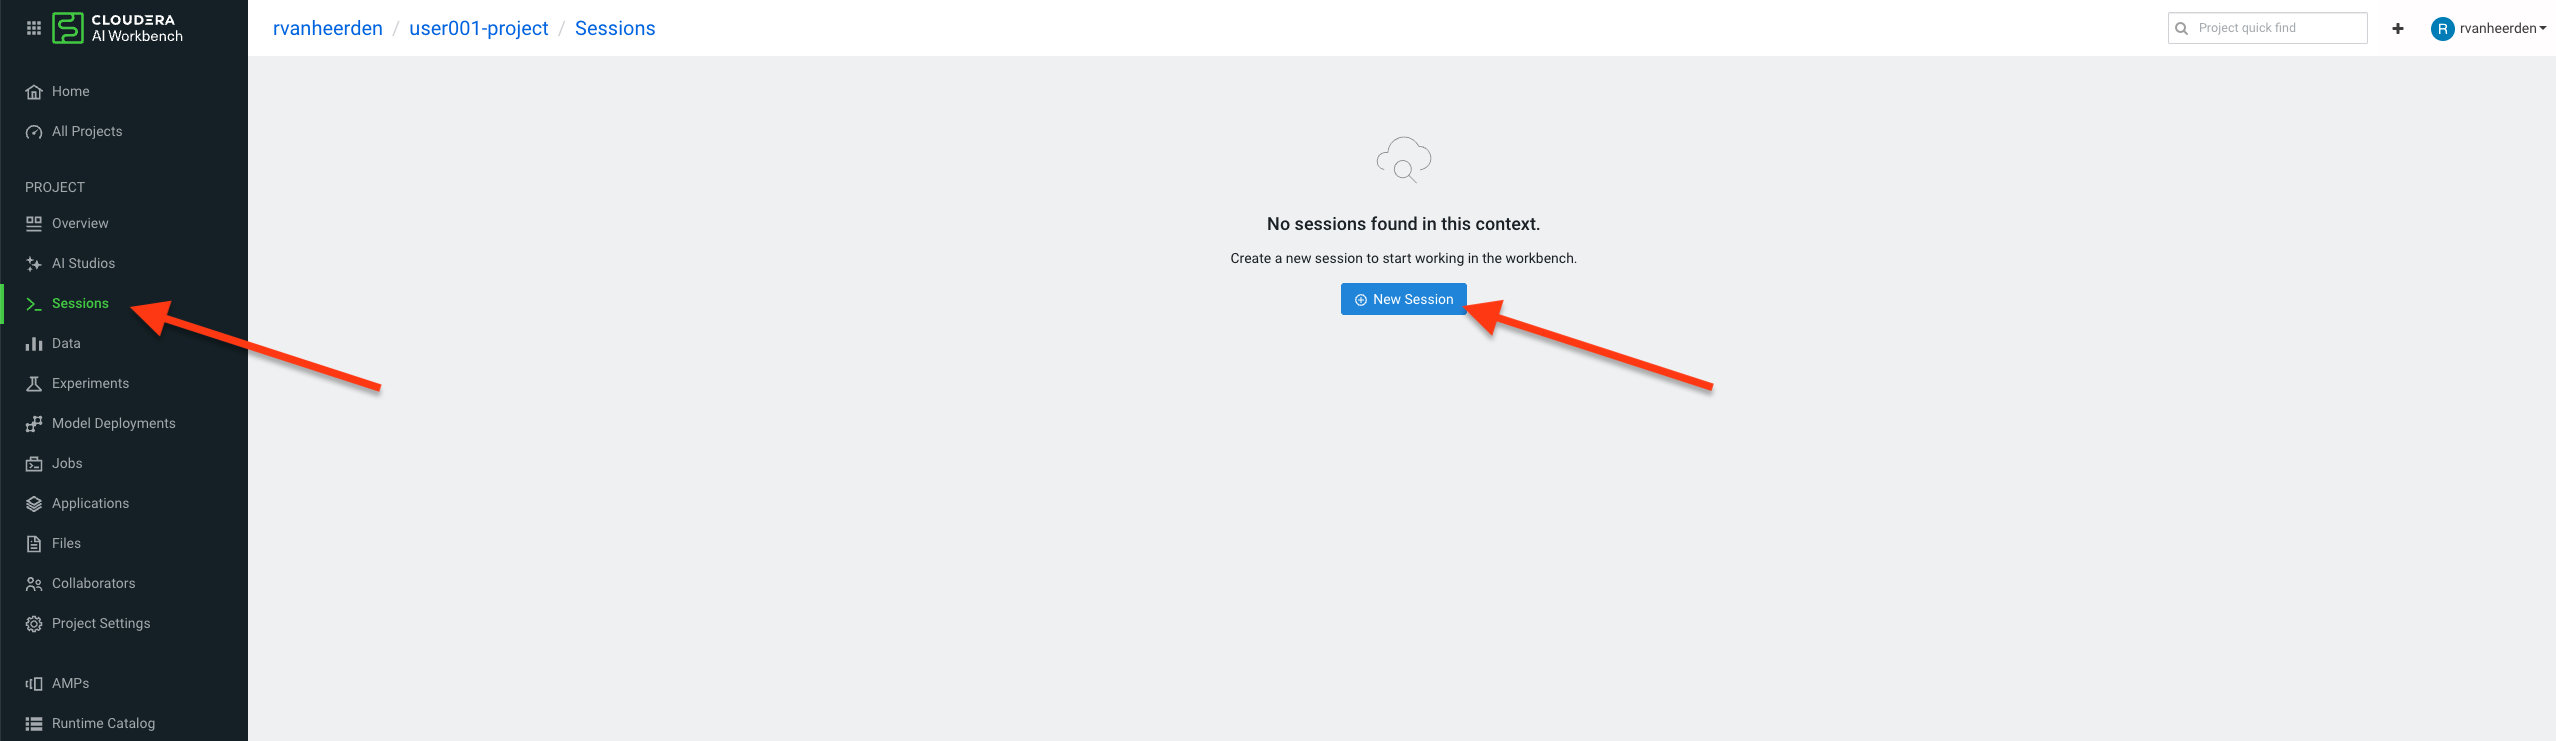 CLOUDERA
AI Workbench
rvanheerden / user001-project / Sessions
Project quick find
R rvanheerden
Home
All Projects
PROJECT
Overview
AI Studios
Sessions
Data
Experiments
Model Deployments
Jobs
Applications
Files
Collaborators
Project Settings
AMPs
Runtime Catalog
No sessions found in this context.
Create a new session to start working in the workbench.
New Session